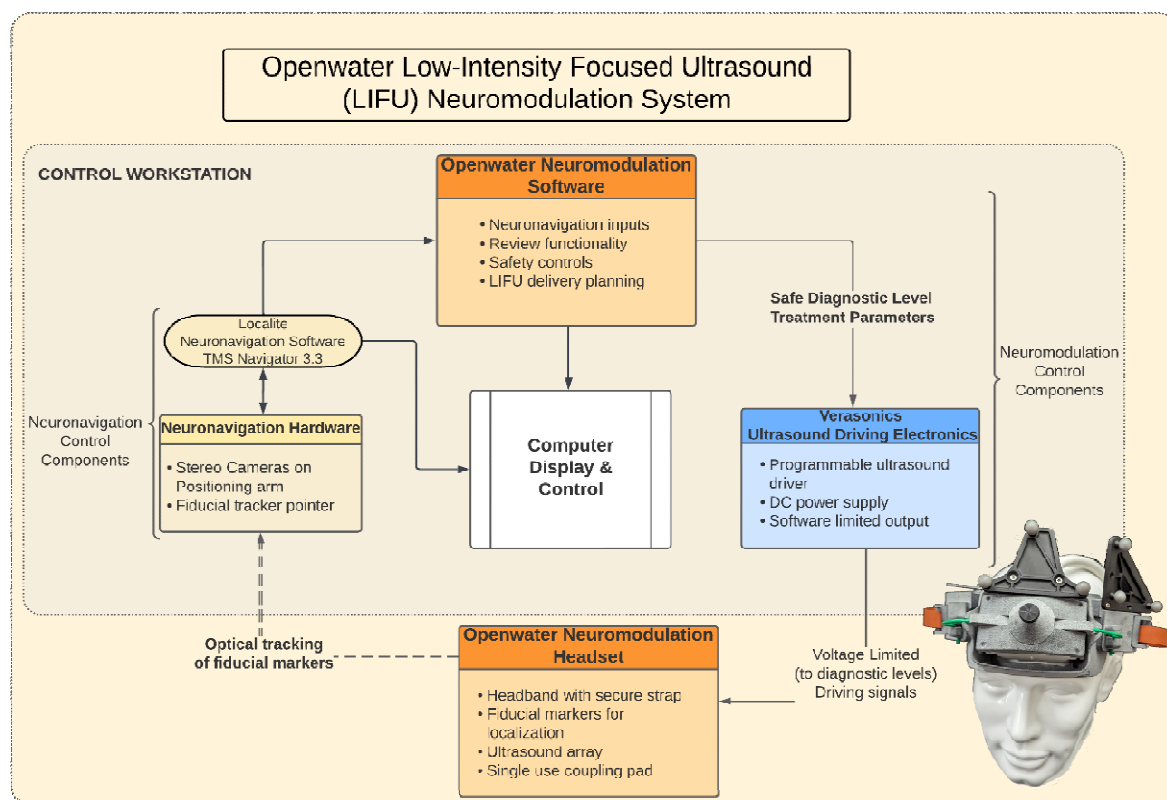 Openwater Low-Intensity Focused Ultrasound
(LIFU) Neuromodulation System
CONTROL WORKSTATION
Openwater Neuromodulation
Software
• Neuronavigation inputs
• Review functionality
• Safety controls
• LIFU delivery planning
Safe Diagnostic Level
Treatment Parameters
Localite
Neuronavigation Software
TMS Navigator 3.3
Neuronavigation
Control
Components
Neuronavigation Hardware
• Stereo Cameras on
Positioning arm
• Fiducial tracker pointer
Computer
Display &
Control
Verasonics
Ultrasound Driving Electronics
• Programmable ultrasound
driver
• DC power supply
• Software limited output
Neuromodulation
Control
Components
Optical tracking
of fiducial markers
Openwater Neuromodulation
Headset
• Headband with secure strap
• Fiducial markers for
localization
• Ultrasound array
• Single use coupling pad
Voltage Limited
(to diagnostic levels)
Driving signals